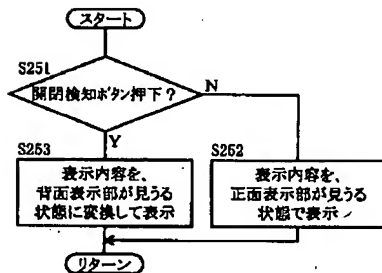 スタート
S251
開閉検知ボタン押下?
N
Y
S253
S252
表示内容を、
背面表示部が見うる
状態に変換して表示
表示内容を、
正面表示部が見うる
状態で表示
リターン